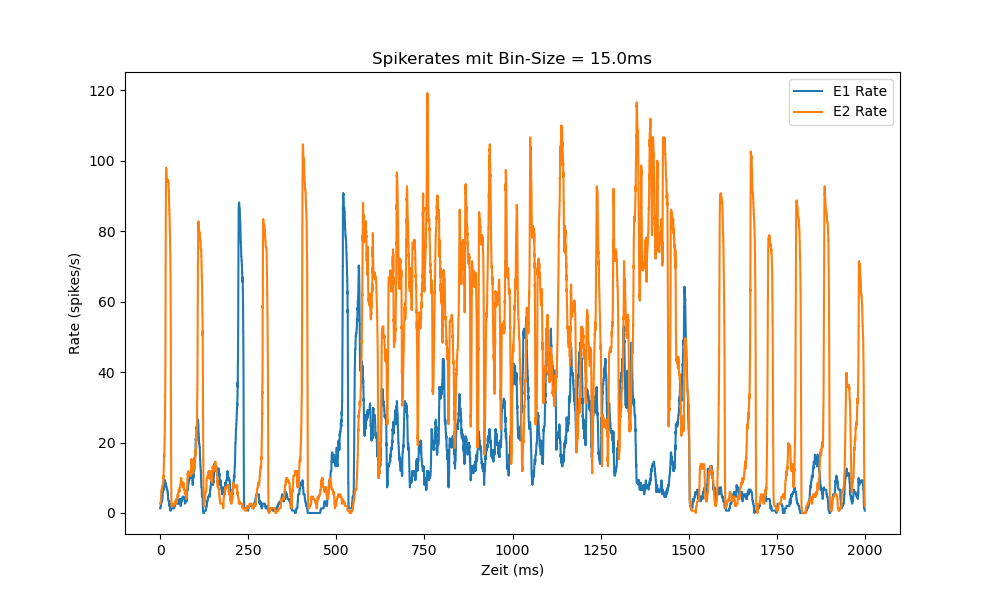 Spikerates mit Bin-Size = 15.0ms
E1 Rate
E2 Rate
Rate (spikes/s)
120
100
80
60
40
20
0
0 250 500 750 1000 1250 1500 1750 2000
Zeit (ms)